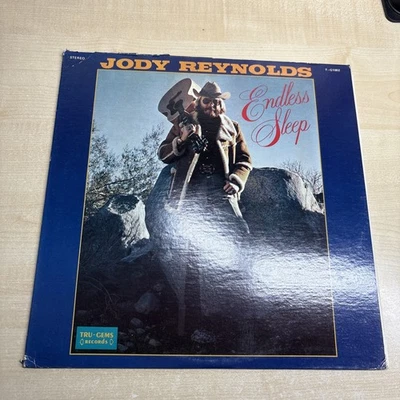 STEREO
JODY REYNOLDS
Endless
Sleep
TRU-GEMS
RECORDS